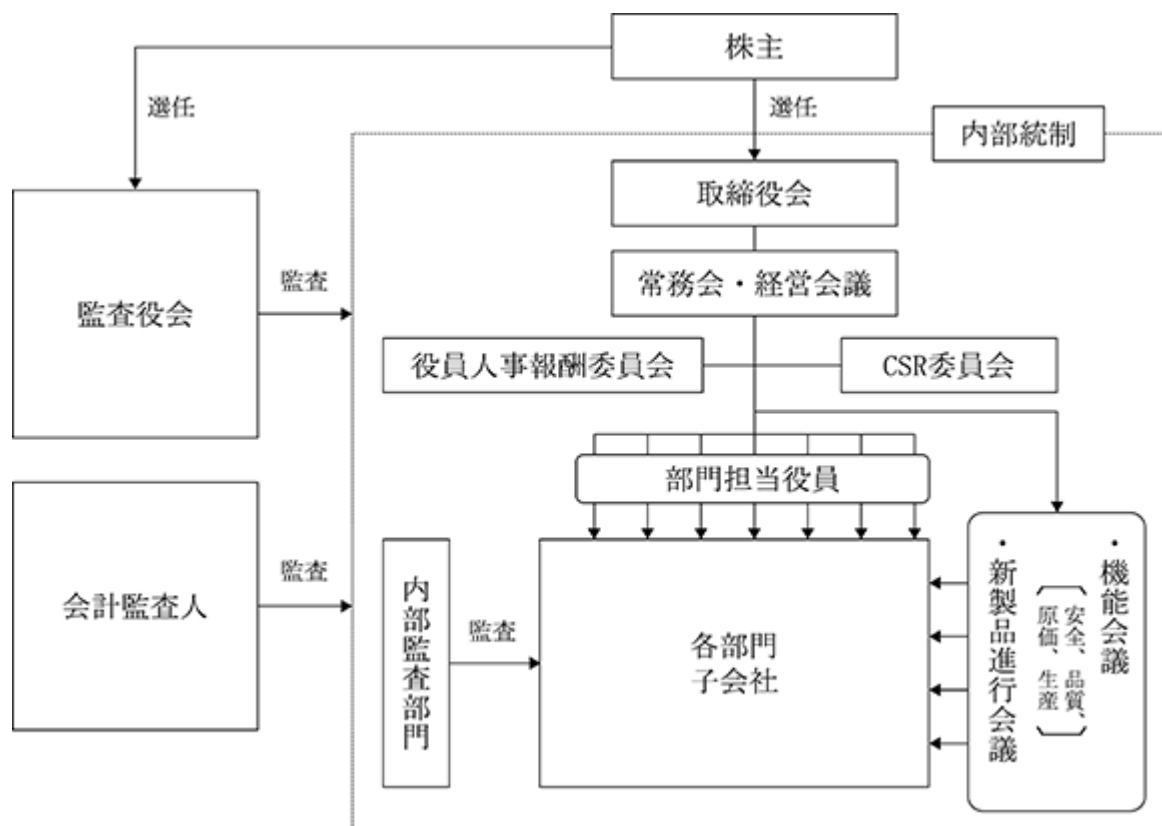 株主
選任
選任
内部統制
取締役会
常務会・経営会議
監査役会
監査
役員人事報酬委員会
CSR委員会
部門担当役員
会計監査人
監査
内部監査部門
監査
各部門
子会社
・機能会議
安全、品質、
原価、生産
・新製品進行会議